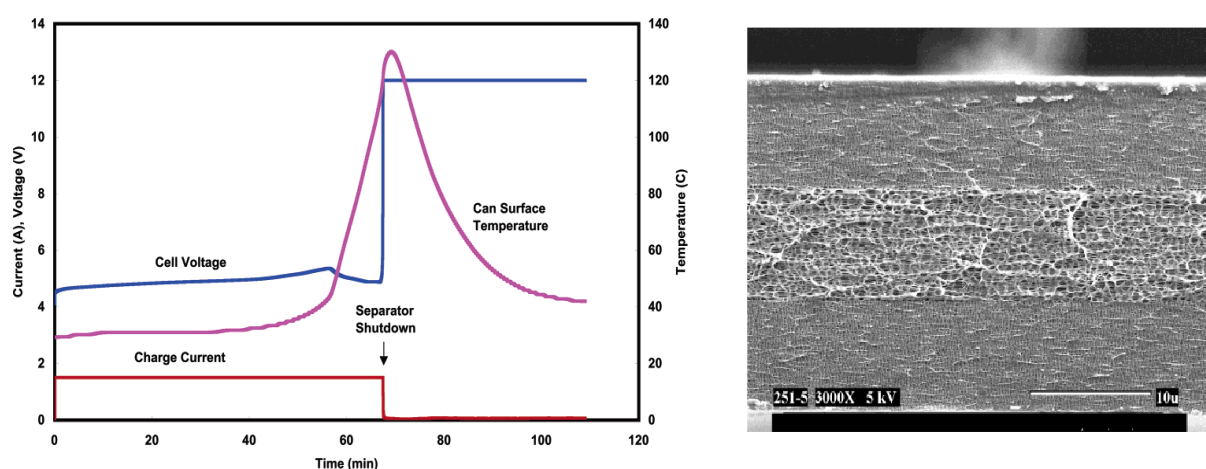 14
12
10
8
6
4
2
0
Current (A), Voltage (V)
140
120
100
80
60
40
20
0
Temperature (C)
Can Surface
Temperature
Cell Voltage
Separator
Shutdown
Charge Current
0
20
40
60
80
100
120
Time (min)
251-5 3000X 5 kV
10u